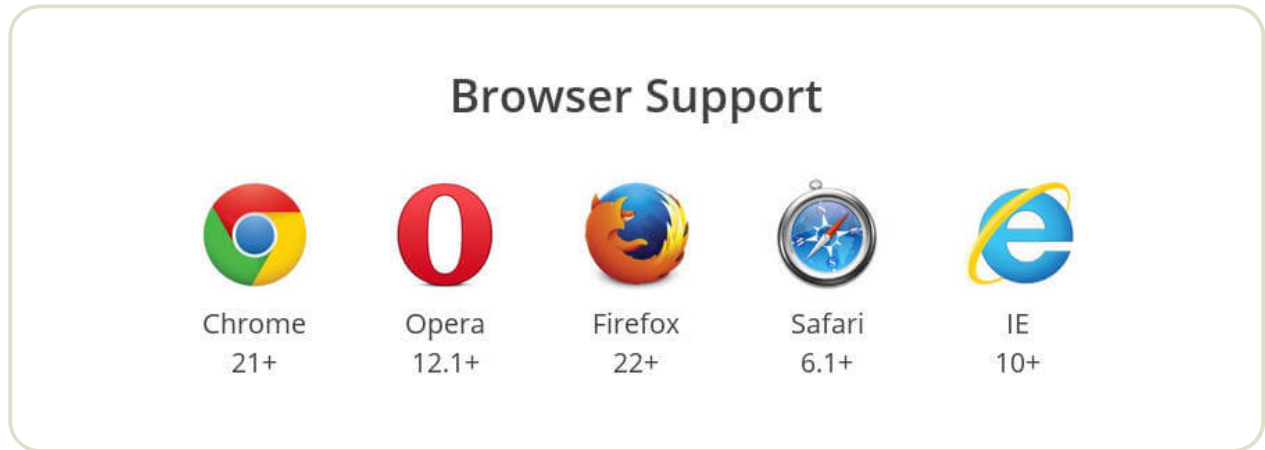 Browser Support
Chrome Opera Firefox Safari IE
21+ 12.1+ 22+ 6.1+ 10+